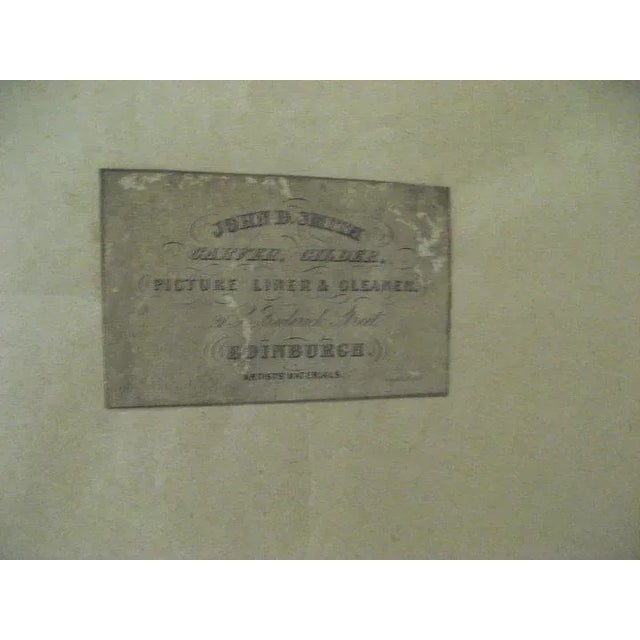 JOHN D. SMITH
CARVER, GILDER,
PICTURE LINER & CLEANER.
Frederick Street
EDINBURGH.
ARTISTS' MATERIALS.